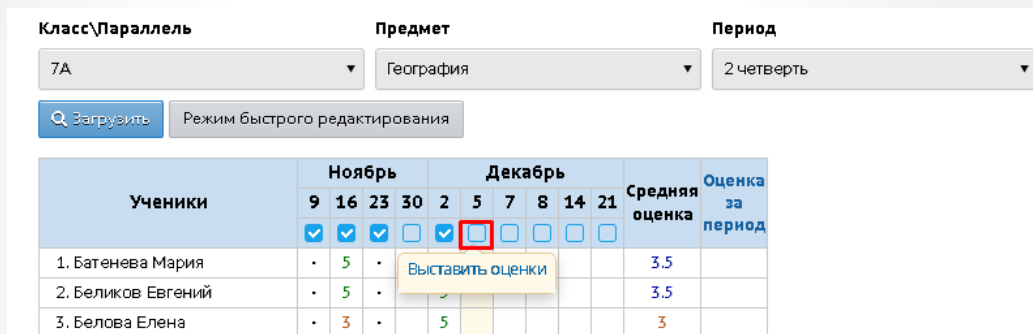 Класс\Параллель Предмет Период
7А География 2 четверть
Загрузить Режим быстрого редактирования
Ученики Ноябрь Декабрь Средняя оценка Оценка за период
9 16 23 30 2 5 7 8 14 21
1. Батенева Мария · 5 · 3.5
Выставить оценки
2. Беликов Евгений · 5 · 3.5
3. Белова Елена · 3 · 5 3